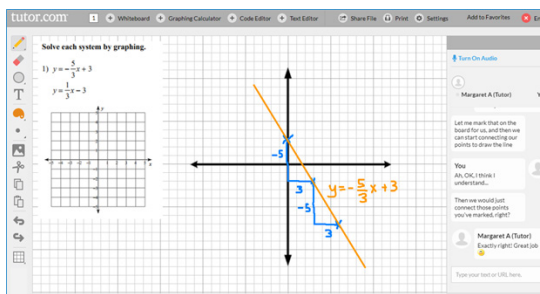 tutor.com 1 Whiteboard Graphing Calculator Code Editor Text Editor Share File Print Settings Add to Favorites
Solve each system by graphing.
1) y = -5/3x + 3
y = 1/3x - 3
y
x
-5
3
-5
3
y = -5/3x + 3
T
Turn On Audio
Margaret A (Tutor)
Let me mark that on the
board for us, and then we
can start connecting our
points to draw the line
You
Ah, OK, I think I
understand...
Then we would just
connect those points
you've marked, right?
Margaret A (Tutor)
Exactly right! Great job
Type your text or URL here.